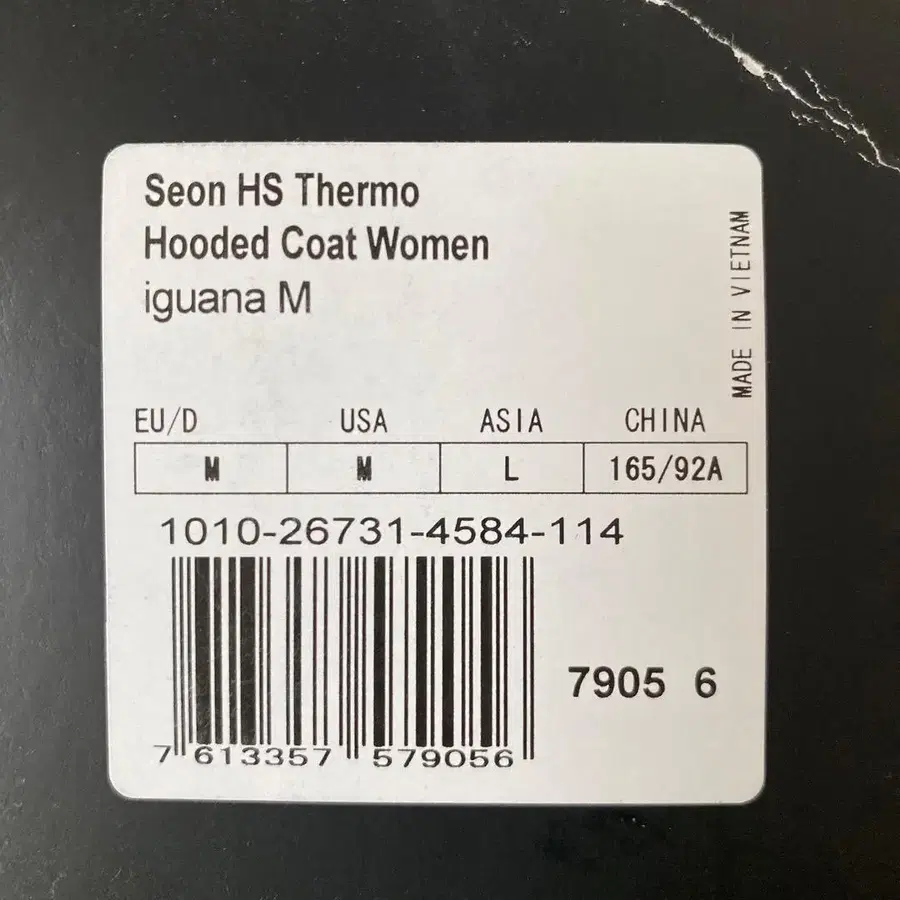 Seon HS Thermo
Hooded Coat Women
iguana M
MADE IN VIETNAM
EU/D USA ASIA CHINA
M M L 165/92A
1010-26731-4584-114
7905 6
7 613357 579056